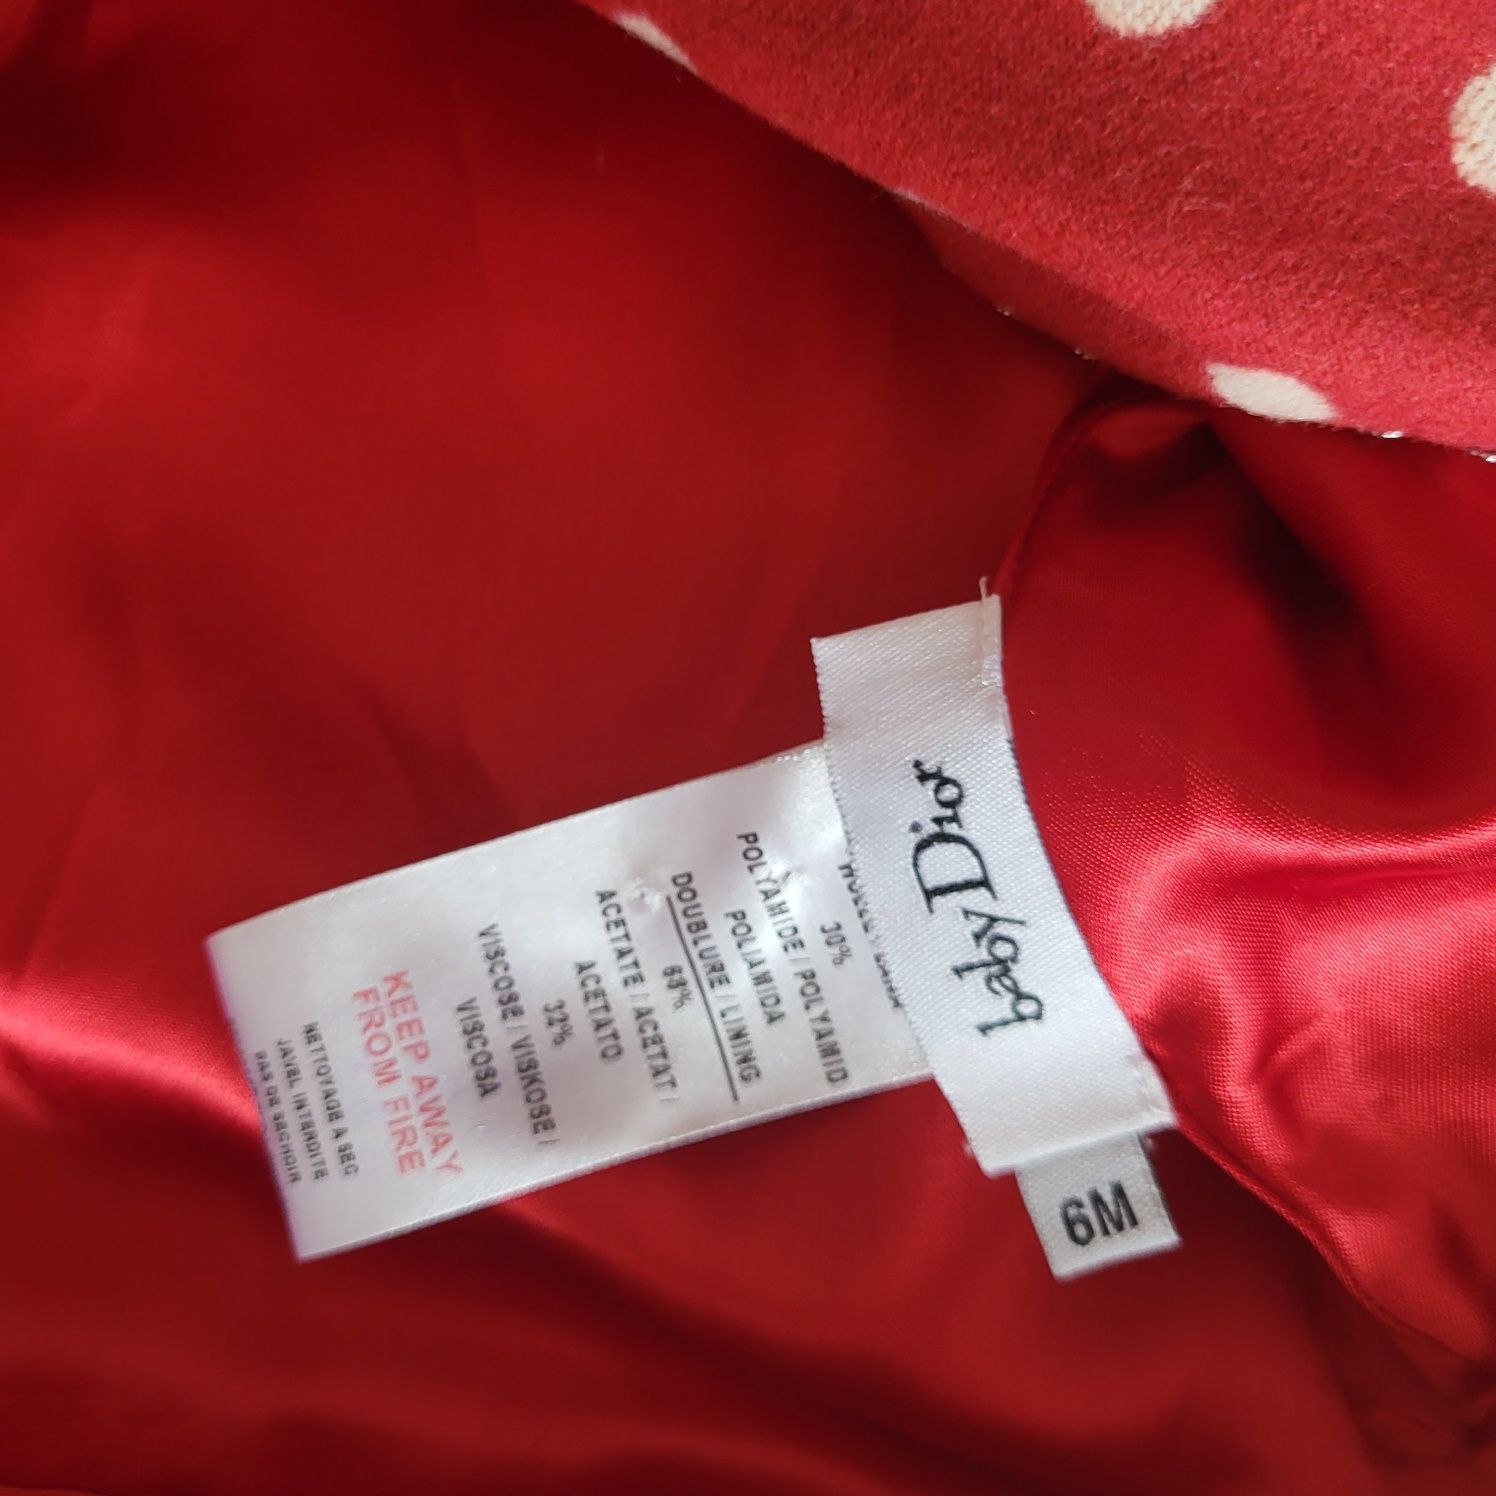 baby Dior
6M
30%
POLYAMIDE / POLYAMID
POLIAMIDA
DOUBLURE / LINING
68%
ACETATE / ACETAT /
ACETATO
32%
VISCOSE / VISKOSE /
VISCOSA
KEEP AWAY
FROM FIRE
NETTOYAGE A SEC
JAVEL INTERDITE
PAS DE SECHOIR